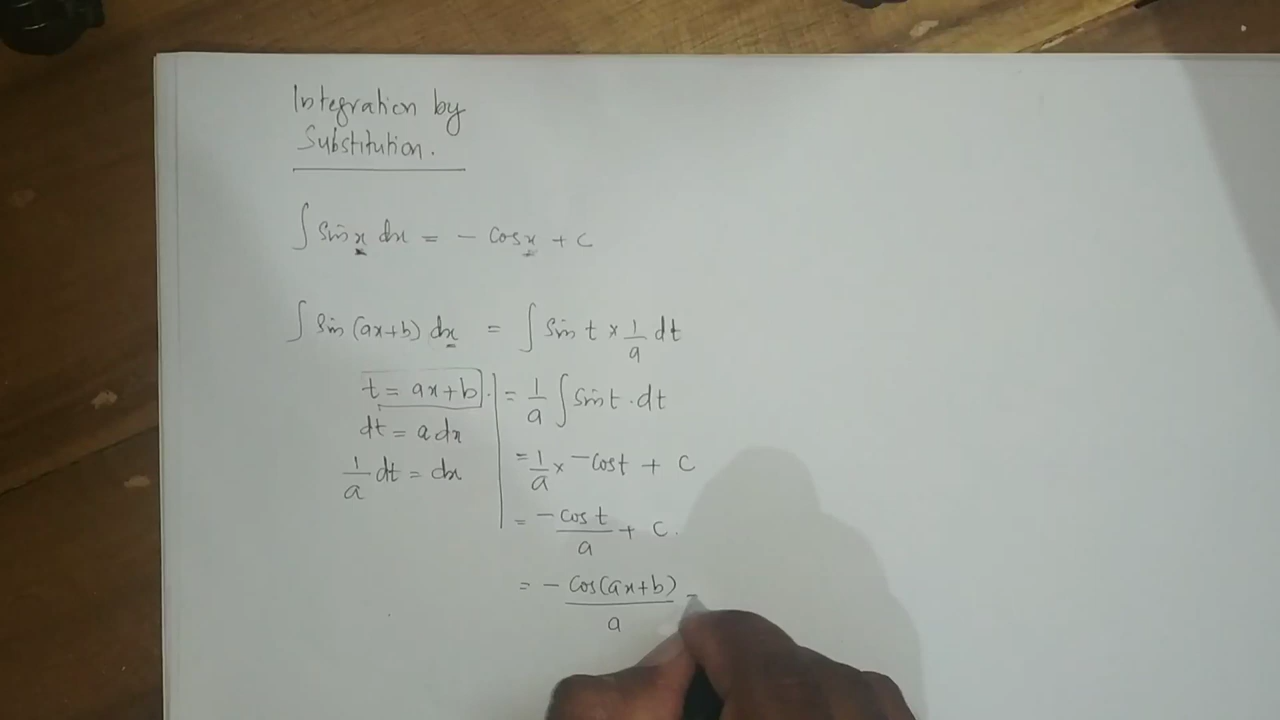 Integration by
Substitution.
∫ Sin x dx = - Cos x + C
∫ Sin (ax+b) dx = ∫ Sin t × 1/a dt
t = ax+b . = 1/a ∫ Sin t . dt
dt = a dx
1/a dt = dx = 1/a × -Cos t + C
= -Cos t/a + C.
= - Cos(ax+b)/a